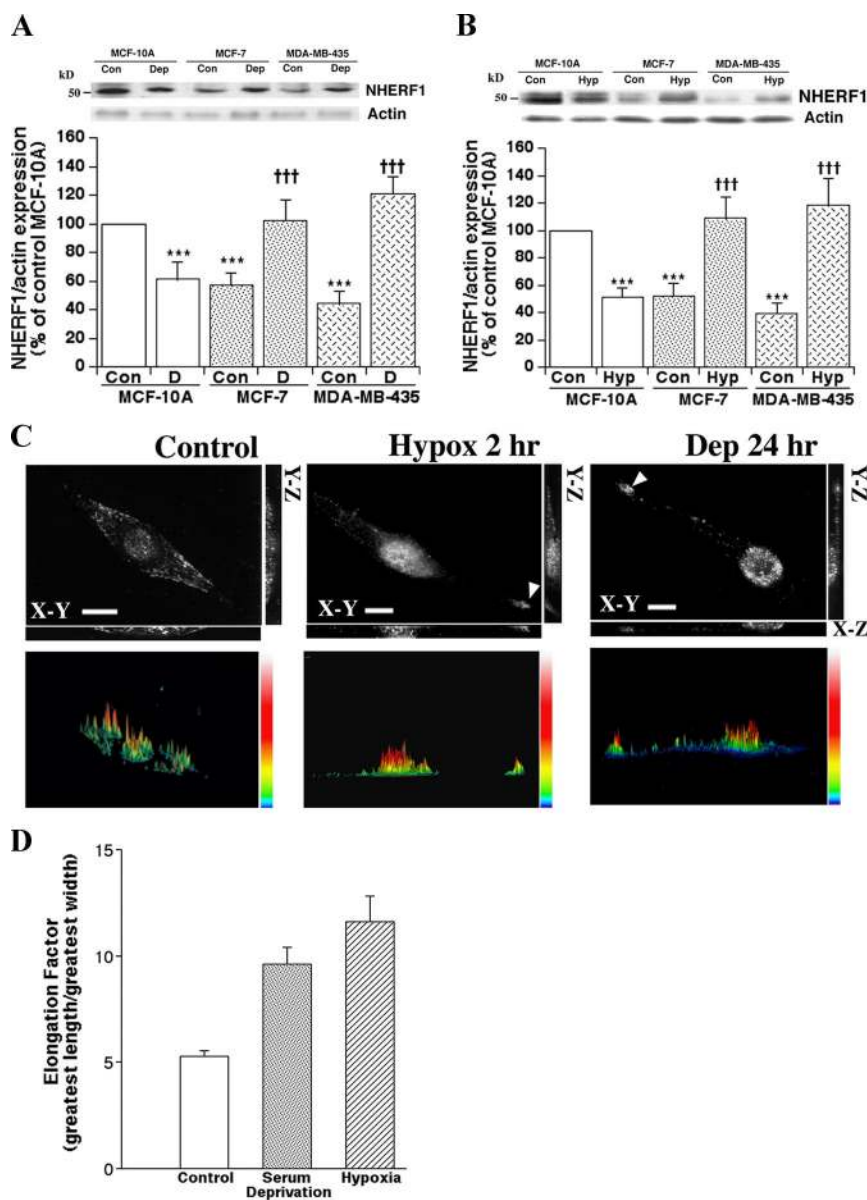 A
MCF-10A MCF-7 MDA-MB-435
Con Dep Con Dep Con Dep
kD
50 NHERF1
Actin
NHERF1/actin expression
(% of control MCF-10A)
160
140
120
100
80
60
40
20
0
*** *** ††† *** †††
Con D Con D Con D
MCF-10A MCF-7 MDA-MB-435
B
MCF-10A MCF-7 MDA-MB-435
Con Hyp Con Hyp Con Hyp
kD
50 NHERF1
Actin
NHERF1/actin expression
(% of control MCF-10A)
160
140
120
100
80
60
40
20
0
*** *** ††† *** †††
Con Hyp Con Hyp Con Hyp
MCF-10A MCF-7 MDA-MB-435
C
Control Hypox 2 hr Dep 24 hr
Y-Z Y-Z Y-Z
X-Y X-Y X-Y
X-Z
D
Elongation Factor
(greatest length/greatest width)
15
10
5
0
Control Serum Hypoxia
Deprivation